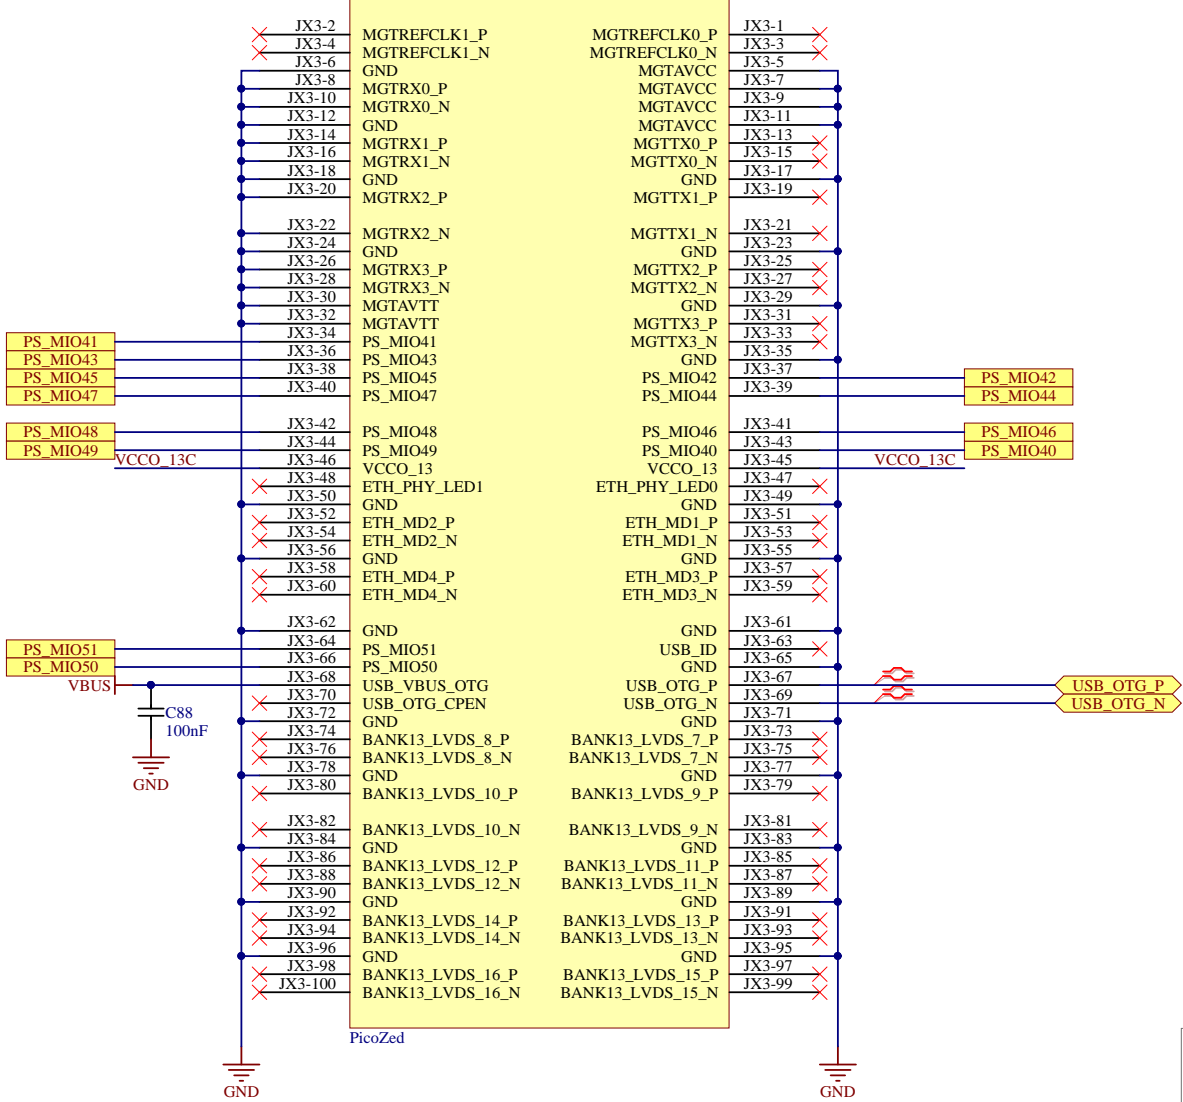 JX3-2 MGTREFCLK1_P MGTREFCLK0_P JX3-1
JX3-4 MGTREFCLK1_N MGTREFCLK0_N JX3-3
JX3-6 GND MGTAVCC JX3-5
JX3-8 MGTRX0_P MGTAVCC JX3-7
JX3-10 MGTRX0_N MGTAVCC JX3-9
JX3-12 GND MGTAVCC JX3-11
JX3-14 MGTRX1_P MGTTX0_P JX3-13
JX3-16 MGTRX1_N MGTTX0_N JX3-15
JX3-18 GND GND JX3-17
JX3-20 MGTRX2_P MGTTX1_P JX3-19
JX3-22 MGTRX2_N MGTTX1_N JX3-21
JX3-24 GND GND JX3-23
JX3-26 MGTRX3_P MGTTX2_P JX3-25
JX3-28 MGTRX3_N MGTTX2_N JX3-27
JX3-30 MGTAVTT GND JX3-29
JX3-32 MGTAVTT MGTTX3_P JX3-31
PS_MIO41 JX3-34 PS_MIO41 MGTTX3_N JX3-33
PS_MIO43 JX3-36 PS_MIO43 GND JX3-35
PS_MIO45 JX3-38 PS_MIO45 PS_MIO42 JX3-37 PS_MIO42
PS_MIO47 JX3-40 PS_MIO47 PS_MIO44 JX3-39 PS_MIO44
PS_MIO48 JX3-42 PS_MIO48 PS_MIO46 JX3-41 PS_MIO46
PS_MIO49 JX3-44 PS_MIO49 PS_MIO40 JX3-43 PS_MIO40
VCCO_13C JX3-46 VCCO_13 VCCO_13 JX3-45 VCCO_13C
JX3-48 ETH_PHY_LED1 ETH_PHY_LED0 JX3-47
JX3-50 GND GND JX3-49
JX3-52 ETH_MD2_P ETH_MD1_P JX3-51
JX3-54 ETH_MD2_N ETH_MD1_N JX3-53
JX3-56 GND GND JX3-55
JX3-58 ETH_MD4_P ETH_MD3_P JX3-57
JX3-60 ETH_MD4_N ETH_MD3_N JX3-59
JX3-62 GND GND JX3-61
PS_MIO51 JX3-64 PS_MIO51 USB_ID JX3-63
PS_MIO50 JX3-66 PS_MIO50 GND JX3-65
VBUS JX3-68 USB_VBUS_OTG USB_OTG_P JX3-67 USB_OTG_P
JX3-70 USB_OTG_CPEN USB_OTG_N JX3-69 USB_OTG_N
C88 JX3-72 GND GND JX3-71
100nF JX3-74 BANK13_LVDS_8_P BANK13_LVDS_7_P JX3-73
JX3-76 BANK13_LVDS_8_N BANK13_LVDS_7_N JX3-75
JX3-78 GND GND JX3-77
GND JX3-80 BANK13_LVDS_10_P BANK13_LVDS_9_P JX3-79
JX3-82 BANK13_LVDS_10_N BANK13_LVDS_9_N JX3-81
JX3-84 GND GND JX3-83
JX3-86 BANK13_LVDS_12_P BANK13_LVDS_11_P JX3-85
JX3-88 BANK13_LVDS_12_N BANK13_LVDS_11_N JX3-87
JX3-90 GND GND JX3-89
JX3-92 BANK13_LVDS_14_P BANK13_LVDS_13_P JX3-91
JX3-94 BANK13_LVDS_14_N BANK13_LVDS_13_N JX3-93
JX3-96 GND GND JX3-95
JX3-98 BANK13_LVDS_16_P BANK13_LVDS_15_P JX3-97
JX3-100 BANK13_LVDS_16_N BANK13_LVDS_15_N JX3-99
PicoZed
GND GND